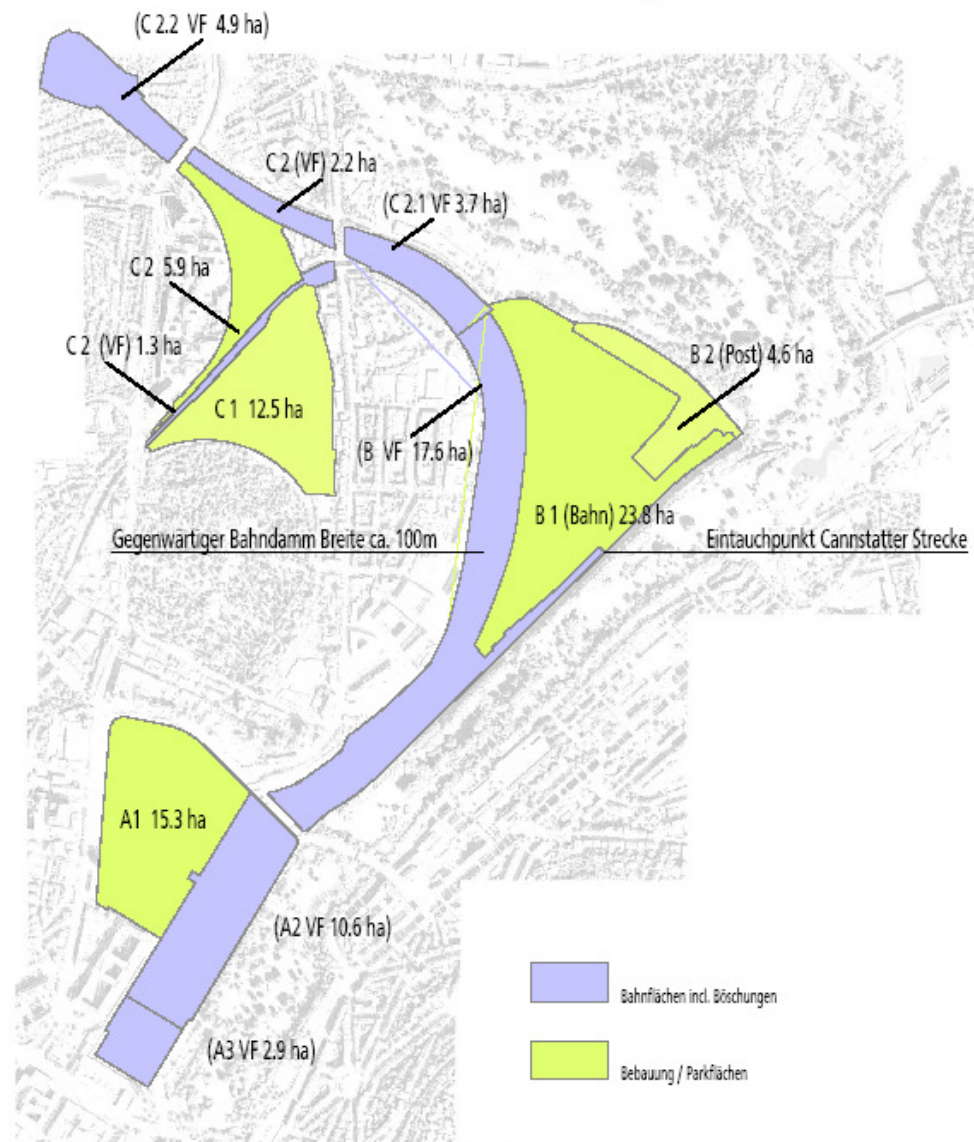 (C 2.2 VF 4.9 ha)
C 2 (VF) 2.2 ha
(C 2.1 VF 3.7 ha)
C 2 5.9 ha
C 2 (VF) 1.3 ha
B 2 (Post) 4.6 ha
C 1 12.5 ha
(B VF 17.6 ha)
B 1 (Bahn) 23.8 ha
Gegenwärtiger Bahndamm Breite ca. 100m
Eintauchpunkt Cannstatter Strecke
A1 15.3 ha
(A2 VF 10.6 ha)
(A3 VF 2.9 ha)
Bahnflächen incl. Böschungen
Bebauung / Parkflächen